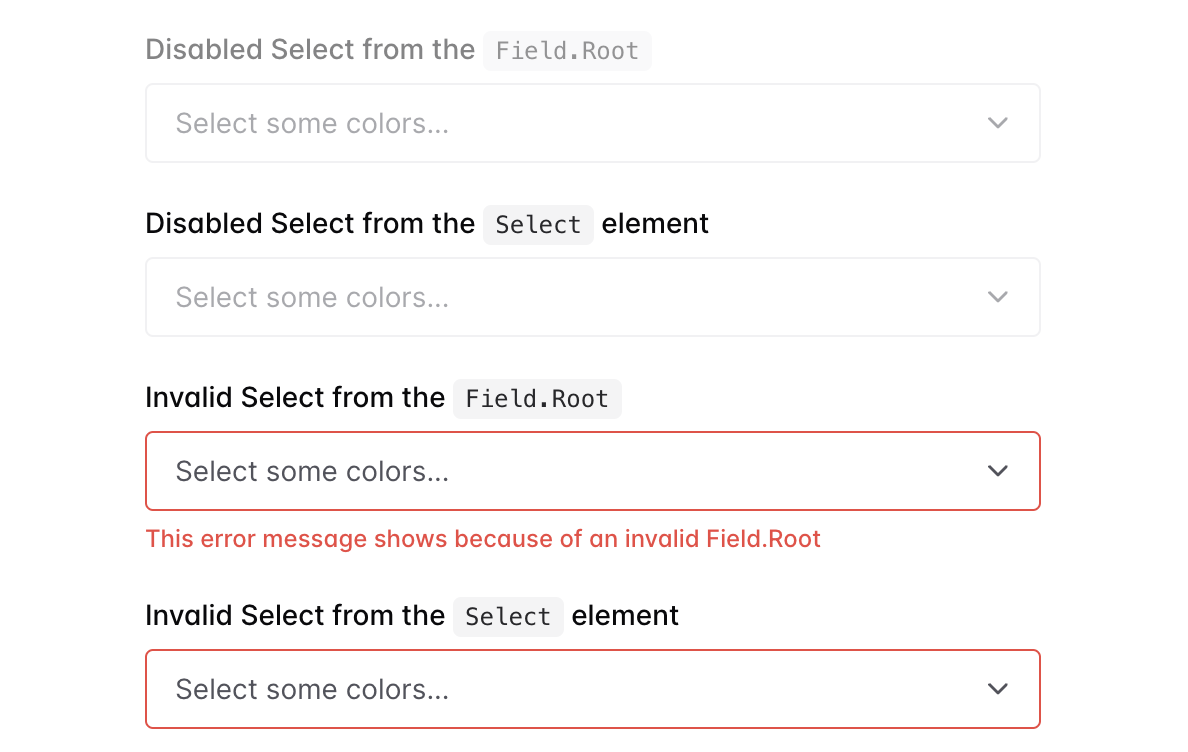 Disabled Select from the Field.Root
Select some colors...
Disabled Select from the Select element
Select some colors...
Invalid Select from the Field.Root
Select some colors...
This error message shows because of an invalid Field.Root
Invalid Select from the Select element
Select some colors...